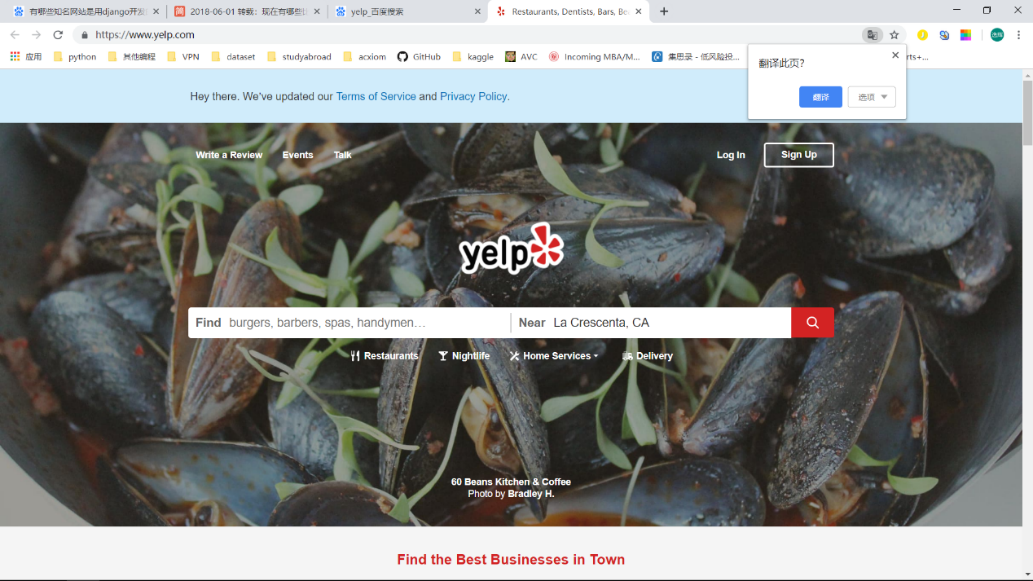 有哪些知名网站是用django开发
2018-06-01 转载：现在有哪些
yelp_百度搜索
Restaurants, Dentists, Bars, Be
https://www.yelp.com
应用
python
其他编程
VPN
dataset
studyabroad
acxiom
GitHub
kaggle
AVC
Incoming MBA/M...
集思录 - 低风险投...
rts+...
翻译此页?
翻译
选项
Hey there. We've updated our Terms of Service and Privacy Policy.
Write a Review
Events
Talk
Log In
Sign Up
yelp
Find burgers, barbers, spas, handymen…
Near La Crescenta, CA
Restaurants
Nightlife
Home Services
Delivery
60 Beans Kitchen & Coffee
Photo by Bradley H.
Find the Best Businesses in Town